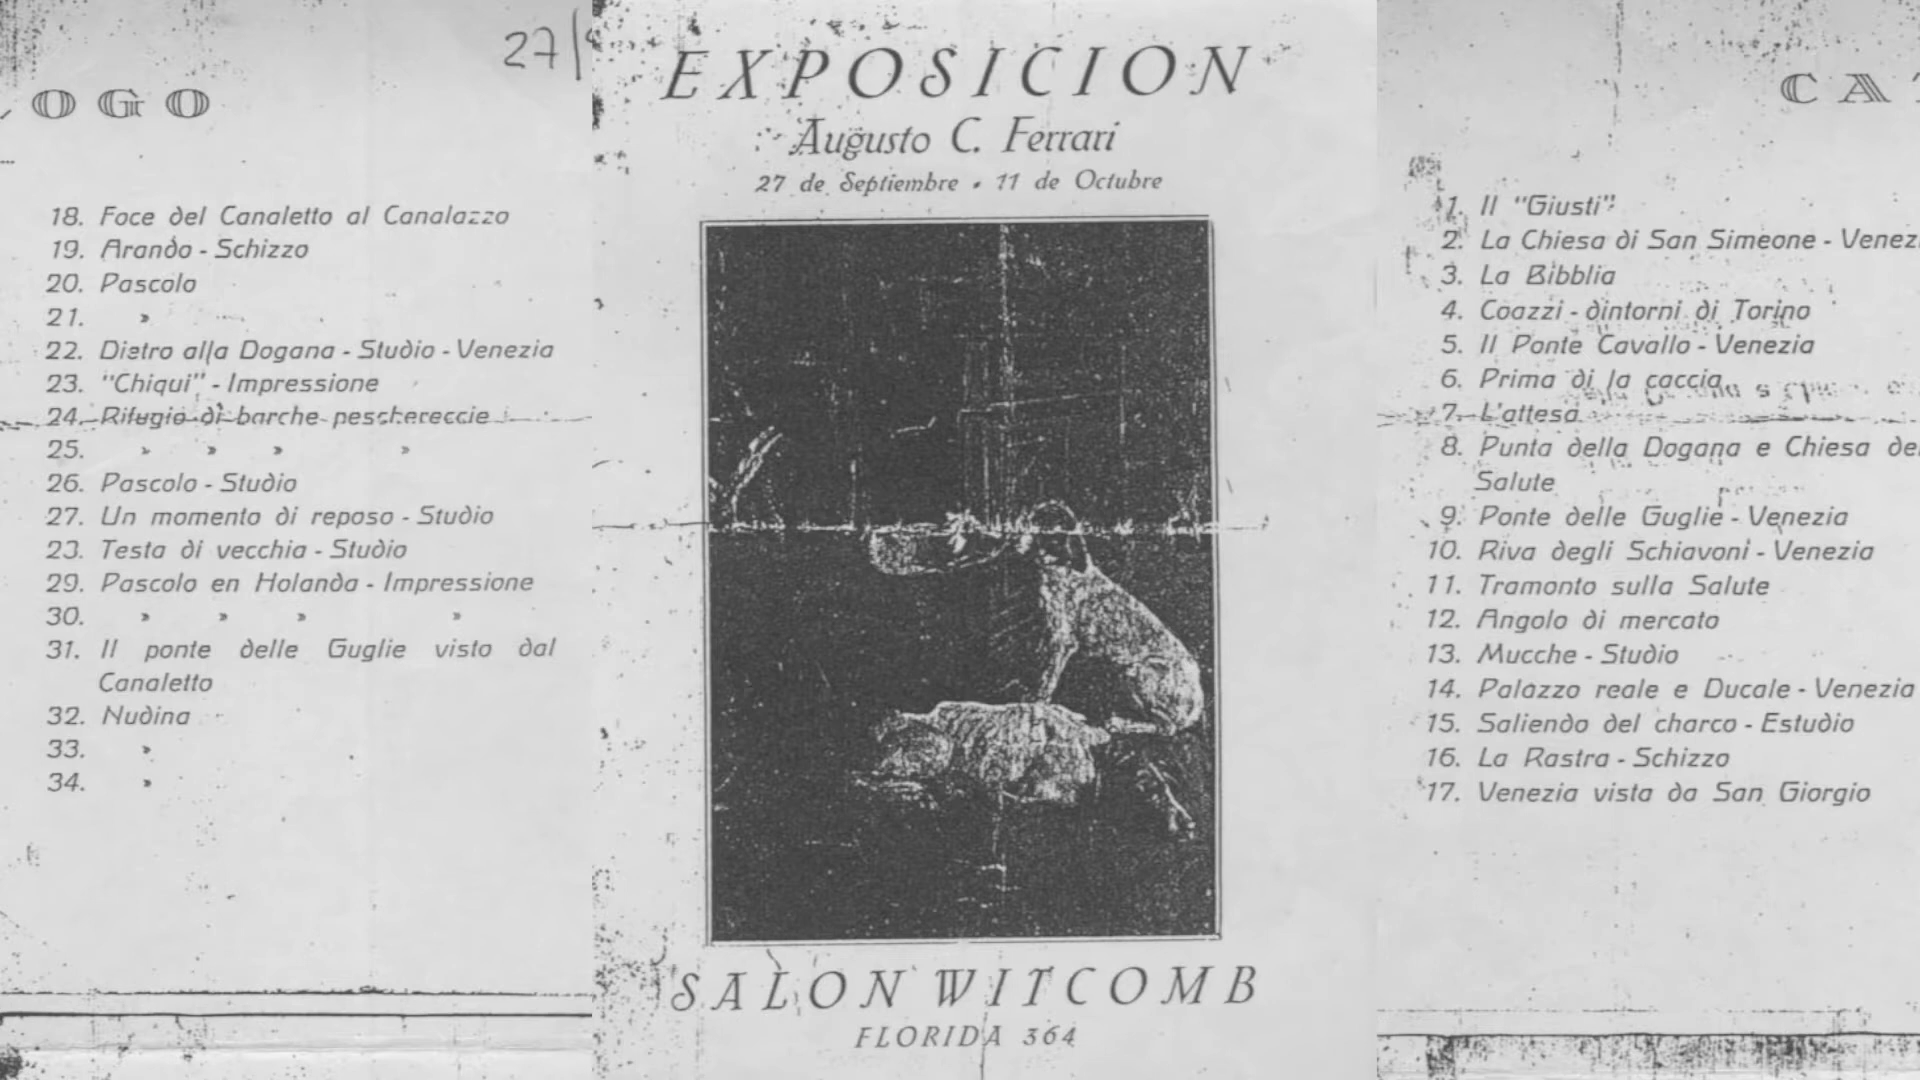 OGO
18. Foce del Canaletto al Canalazzo
19. Arando - Schizzo
20. Pascolo
21. »
22. Dietro alla Dogana - Studio - Venezia
23. "Chiqui" - Impressione
24. Rifugio di barche peschereccie
25. » » » »
26. Pascolo - Studio
27. Un momento di reposo - Studio
23. Testa di vecchia - Studio
29. Pascolo en Holanda - Impressione
30. » » » »
31. Il ponte delle Guglie visto dal
Canaletto
32. Nudina
33. »
34. »
27/
EXPOSICION
Augusto C. Ferrari
27 de Septiembre • 11 de Octubre
SALON WITCOMB
FLORIDA 364
CA
1. Il "Giusti"
2. La Chiesa di San Simeone - Venez
3. La Bibblia
4. Coazzi - dintorni di Torino
5. Il Ponte Cavallo - Venezia
6. Prima di la caccia
7. L'attesa
8. Punta della Dogana e Chiesa de
Salute
9. Ponte delle Guglie - Venezia
10. Riva degli Schiavoni - Venezia
11. Tramonto sulla Salute
12. Angolo di mercato
13. Mucche - Studio
14. Palazzo reale e Ducale - Venezia
15. Saliendo del charco - Estudio
16. La Rastra - Schizzo
17. Venezia vista da San Giorgio